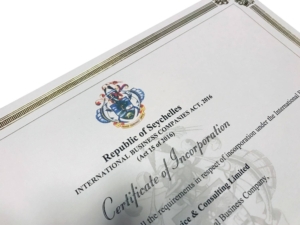 Republic of Seychelles
INTERNATIONAL BUSINESS COMPANIES ACT, 2016
(Act 15 of 2016)
Certificate of Incorporation
all the requirements in respect of incorporation under the International
& Consulting Limited
Business Company,